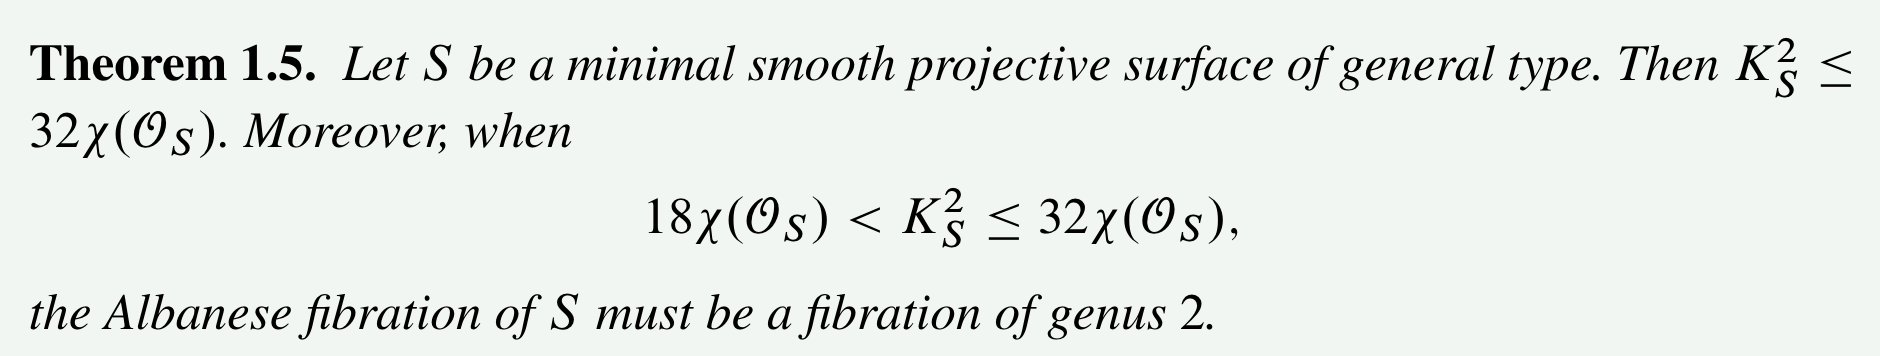 Theorem 1.5. Let S be a minimal smooth projective surface of general type. Then K_S^2 ≤
32χ(𝒪_S). Moreover, when
18χ(𝒪_S) < K_S^2 ≤ 32χ(𝒪_S),
the Albanese fibration of S must be a fibration of genus 2.